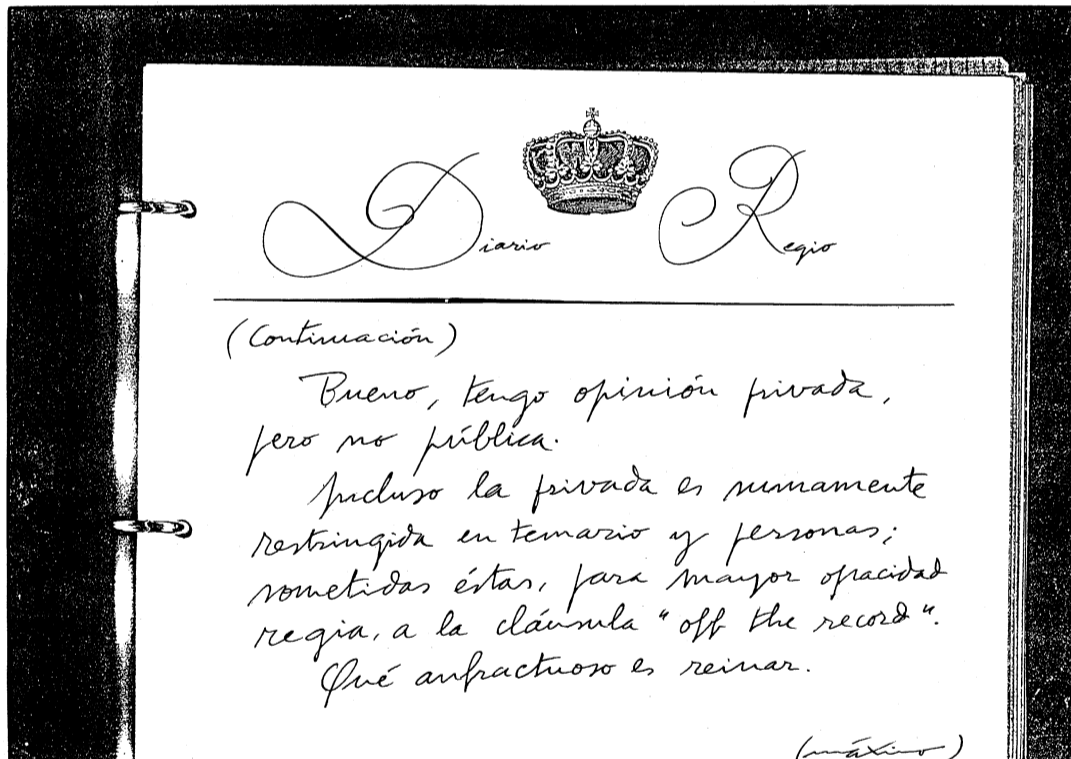 Diario Regio
(Continuación)
Bueno, tengo opinión privada,
pero no pública.
Incluso la privada es sumamente
restringida en temario y personas;
sometidas éstas, para mayor opacidad
regia, a la cláusula "off the record".
Qué anfractuoso es reinar.
(máximo)